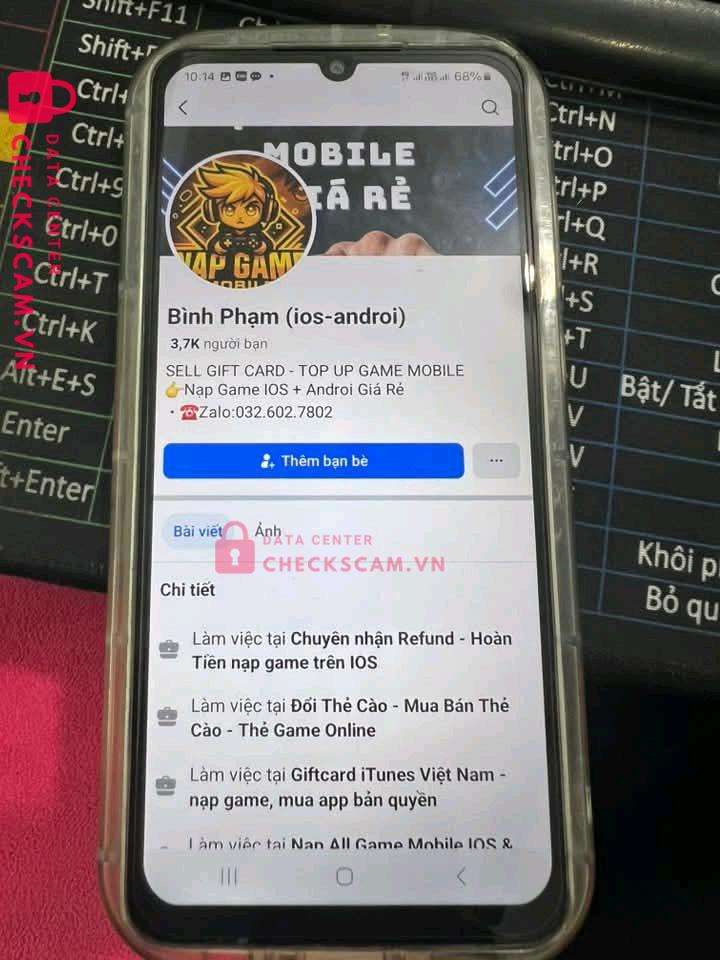 Shift+F11
Ctrl+9
Ctrl+0
Ctrl+T
Ctrl+K
Alt+E+S
Enter
ft+Enter
DATA CENTER
CHECKSCAM.VN
10:14
68%
MOBILE
IÁ RẺ
NẠP GAME
MOBIL
Bình Phạm (ios-androi)
3,7K người bạn
SELL GIFT CARD - TOP UP GAME MOBILE
👉Nạp Game IOS + Androi Giá Rẻ
・☎️Zalo:032.602.7802
Thêm bạn bè
Bài viết
Ảnh
DATA CENTER
CHECKSCAM.VN
Chi tiết
Làm việc tại Chuyên nhận Refund - Hoàn
Tiền nạp game trên IOS
Làm việc tại Đổi Thẻ Cào - Mua Bán Thẻ
Cào - Thẻ Game Online
Làm việc tại Giftcard iTunes Việt Nam -
nạp game, mua app bản quyền
Làm việc tại Nạp All Game Mobile IOS &
Ctrl+N
trl+O
trl+P
rl+Q
l+R
+S
+T
U
V
V
Bật/ Tắt
Khôi p
Bỏ qu